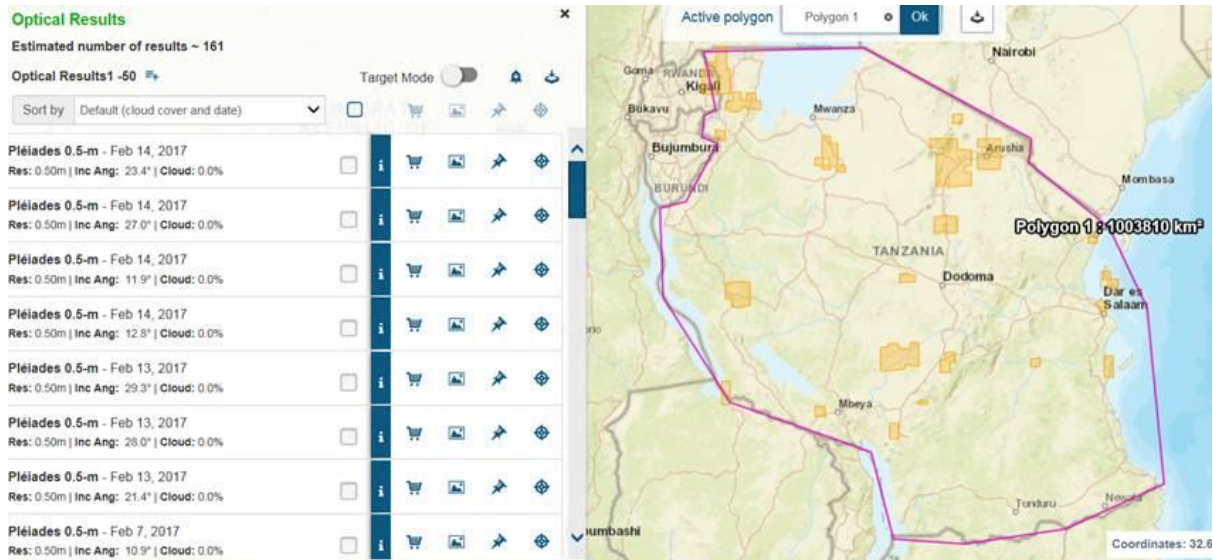 Optical Results
×
Estimated number of results ~ 161
Optical Results1 -50
Target Mode
Sort by
Default (cloud cover and date)
Pléiades 0.5-m - Feb 14, 2017
Res: 0.50m | Inc Ang: 23.4° | Cloud: 0.0%
Pléiades 0.5-m - Feb 14, 2017
Res: 0.50m | Inc Ang: 27.0° | Cloud: 0.0%
Pléiades 0.5-m - Feb 14, 2017
Res: 0.50m | Inc Ang: 11.9° | Cloud: 0.0%
Pléiades 0.5-m - Feb 14, 2017
Res: 0.50m | Inc Ang: 12.8° | Cloud: 0.0%
Pléiades 0.5-m - Feb 13, 2017
Res: 0.50m | Inc Ang: 29.3° | Cloud: 0.0%
Pléiades 0.5-m - Feb 13, 2017
Res: 0.50m | Inc Ang: 28.0° | Cloud: 0.0%
Pléiades 0.5-m - Feb 13, 2017
Res: 0.50m | Inc Ang: 21.4° | Cloud: 0.0%
Pléiades 0.5-m - Feb 7, 2017
Res: 0.50m | Inc Ang: 10.9° | Cloud: 0.0%
Active polygon
Polygon 1
Ok
Nairobi
Goma
RWANDA
Kigali
Bukavu
Mwanza
Bujumbura
Arusha
BURUNDI
Mombasa
Polygon 1 : 1003810 km²
TANZANIA
Dodoma
Dar es
Salaam
Mbeya
Tunduru
Newala
umbashi
Coordinates: 32.6